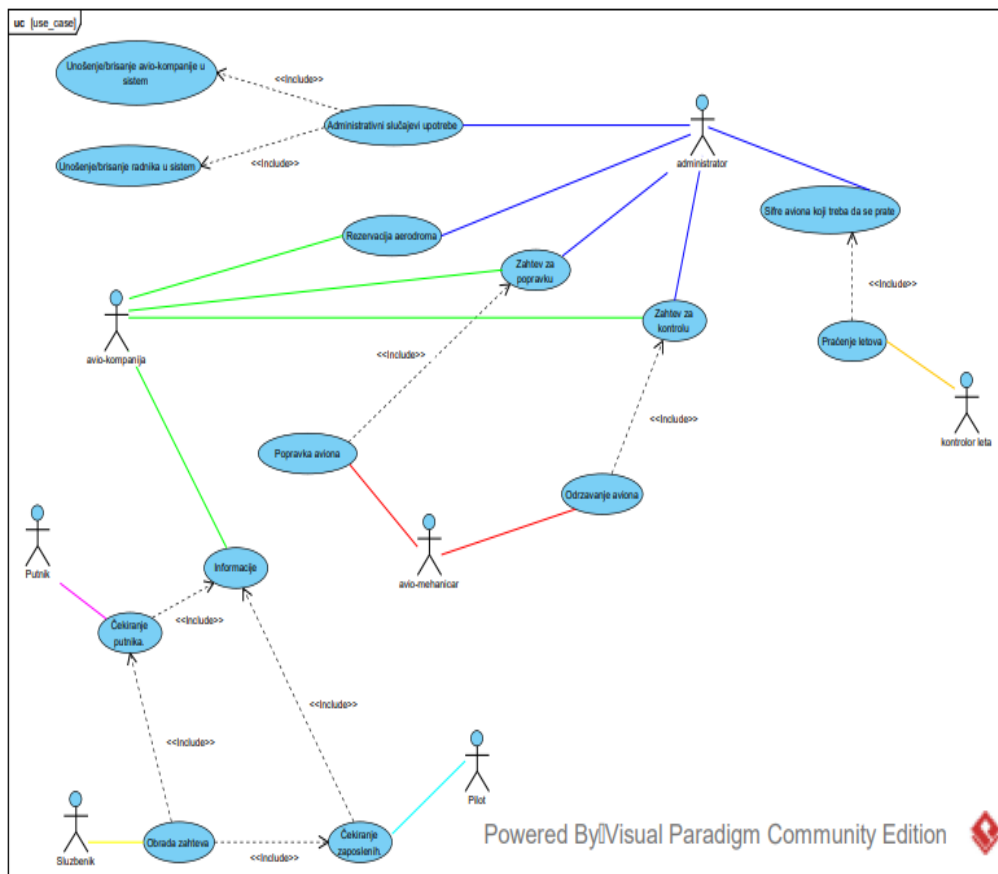 uc [use_case]
Unošenje/brisanje avio-kompanije u
sistem
<<Include>>
Administrativni slučajevi upotebe
administrator
Unošenje/brisanje radnika u sistem
<<Include>>
Sifre aviona koji treba da se prate
Rezervacija aerodroma
Zahtev za
popravku
<<Include>>
Zahtev za
kontrolu
Praćenje letova
avio-kompanija
<<Include>>
kontrolor leta
<<Include>>
Popravka aviona
Odrzavanje aviona
Putnik
avio-mehanicar
Informacije
Čekiranje
putnika.
<<Include>>
<<Include>>
<<Include>>
Pilot
Sluzbenik
Obrada zahteva
<<Include>>
Čekiranje
zaposlenih.
Powered By Visual Paradigm Community Edition